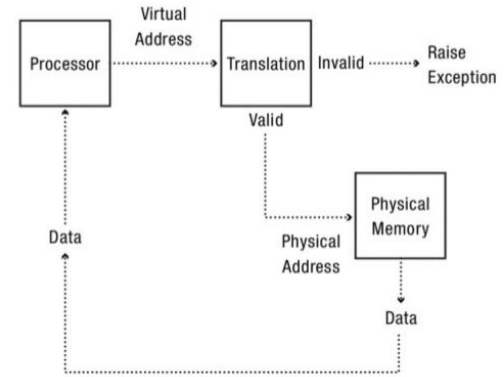 Virtual
Address
Processor
Translation
Invalid
Raise
Exception
Valid
Physical
Memory
Physical
Address
Data
Data